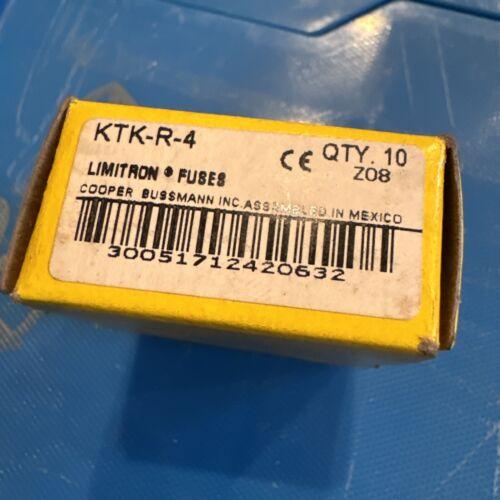 KTK-R-4
CE QTY. 10
Z08
LIMITRON ® FUSES
COOPER BUSSMANN INC.ASSEMBLED IN MEXICO
30051712420632